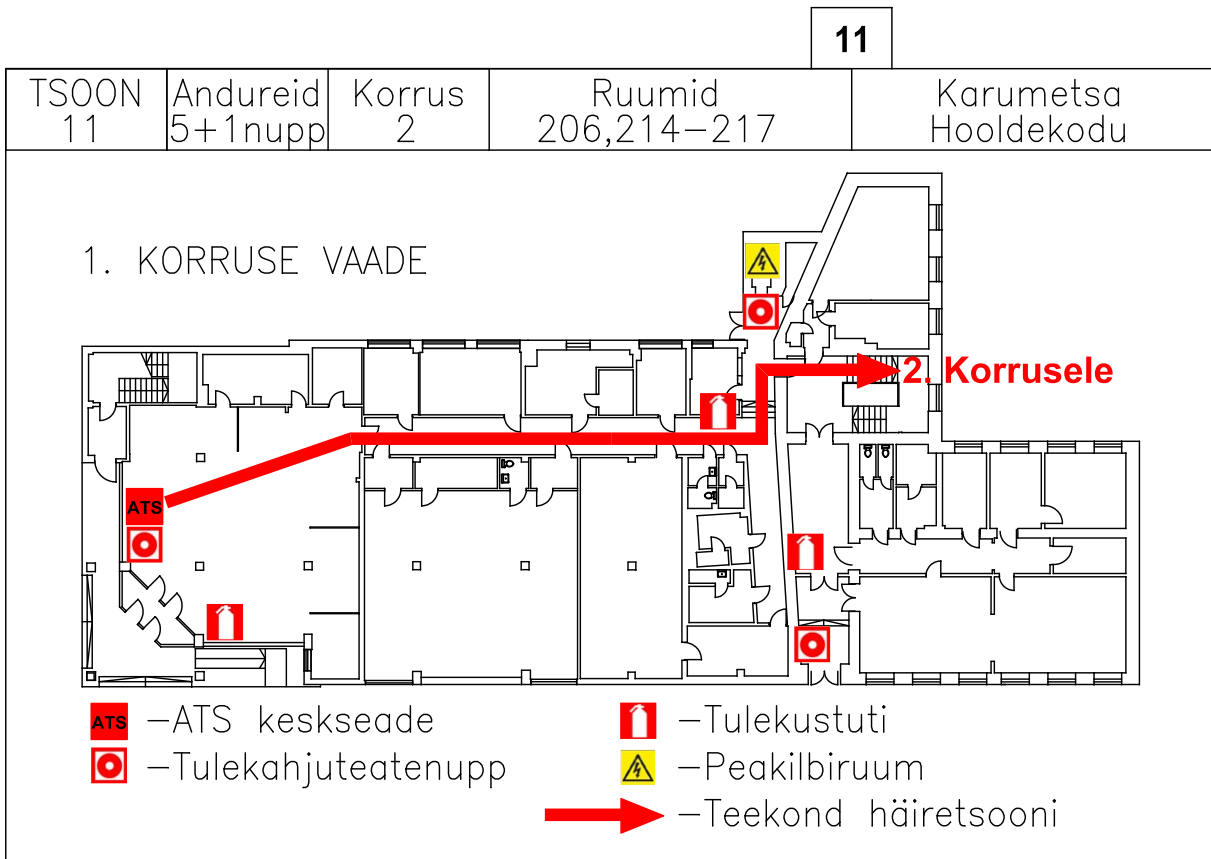 11
TSOON Andureid Korrus Ruumid Karumetsa
11 5+1nupp 2 206,214-217 Hooldekodu
1. KORRUSE VAADE
2. Korrusele
ATS
ATS -ATS keskseade
-Tulekustuti
-Tulekahjuteatenupp
-Peakilbiruum
-Teekond häiretsooni